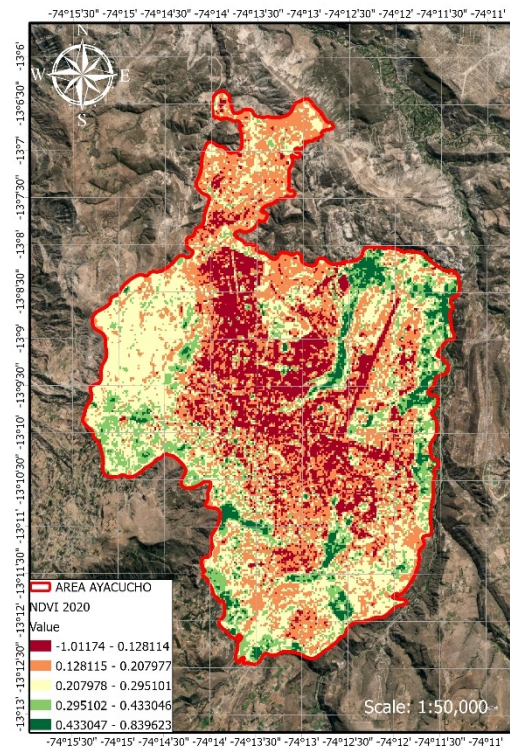 -74°15'30" -74°15' -74°14'30" -74°14' -74°13'30" -74°13' -74°12'30" -74°12' -74°11'30" -74°11'
N
W E
S
-13°6'
-13°6'30"
-13°7'
-13°7'30"
-13°8'
-13°8'30"
-13°9'
-13°9'30"
-13°10'
-13°10'30"
-13°11'
-13°11'30"
-13°12'
-13°12'30"
-13°13'
AREA AYACUCHO
NDVI 2020
Value
-1.01174 - 0.128114
0.128115 - 0.207977
0.207978 - 0.295101
0.295102 - 0.433046
0.433047 - 0.839623
Scale: 1:50,000
-74°15'30" -74°15' -74°14'30" -74°14' -74°13'30" -74°13' -74°12'30" -74°12' -74°11'30" -74°11'